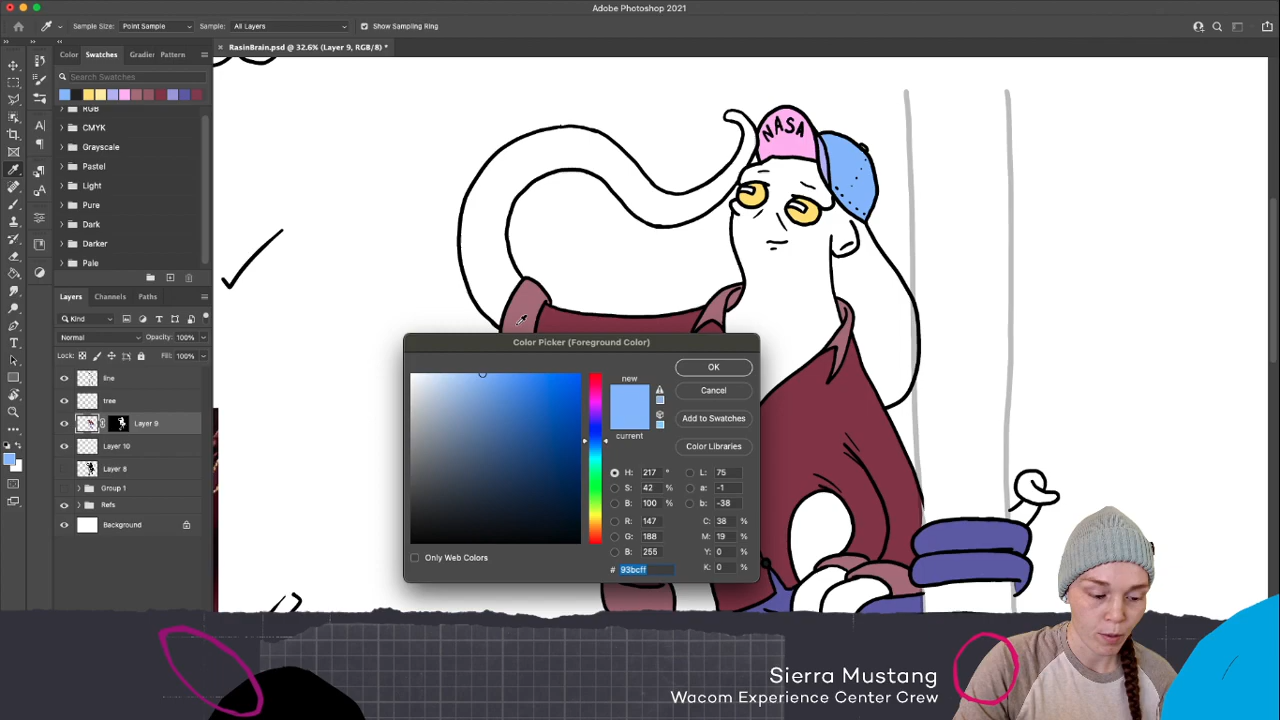 Adobe Photoshop 2021
Sample Size: Point Sample Sample: All Layers Show Sampling Ring
RasinBrain.psd @ 32.6% (Layer 9, RGB/8) *
Color Swatches Gradier Pattern
Search Swatches
RGB
CMYK
Grayscale
Pastel
Light
Pure
Dark
Darker
Pale
NASA
Layers Channels Paths
Kind
Normal Opacity: 100%
Lock: Fill: 100%
line
tree
Layer 9
Layer 10
Layer 8
Group 1
Refs
Background
Color Picker (Foreground Color)
new
current
OK
Cancel
Add to Swatches
Color Libraries
H: 217 ° L: 75
S: 42 % a: -1
B: 100 % b: -38
R: 147 C: 38 %
G: 188 M: 19 %
B: 255 Y: 0 %
# 93bcff K: 0 %
Only Web Colors
Sierra Mustang
Wacom Experience Center Crew